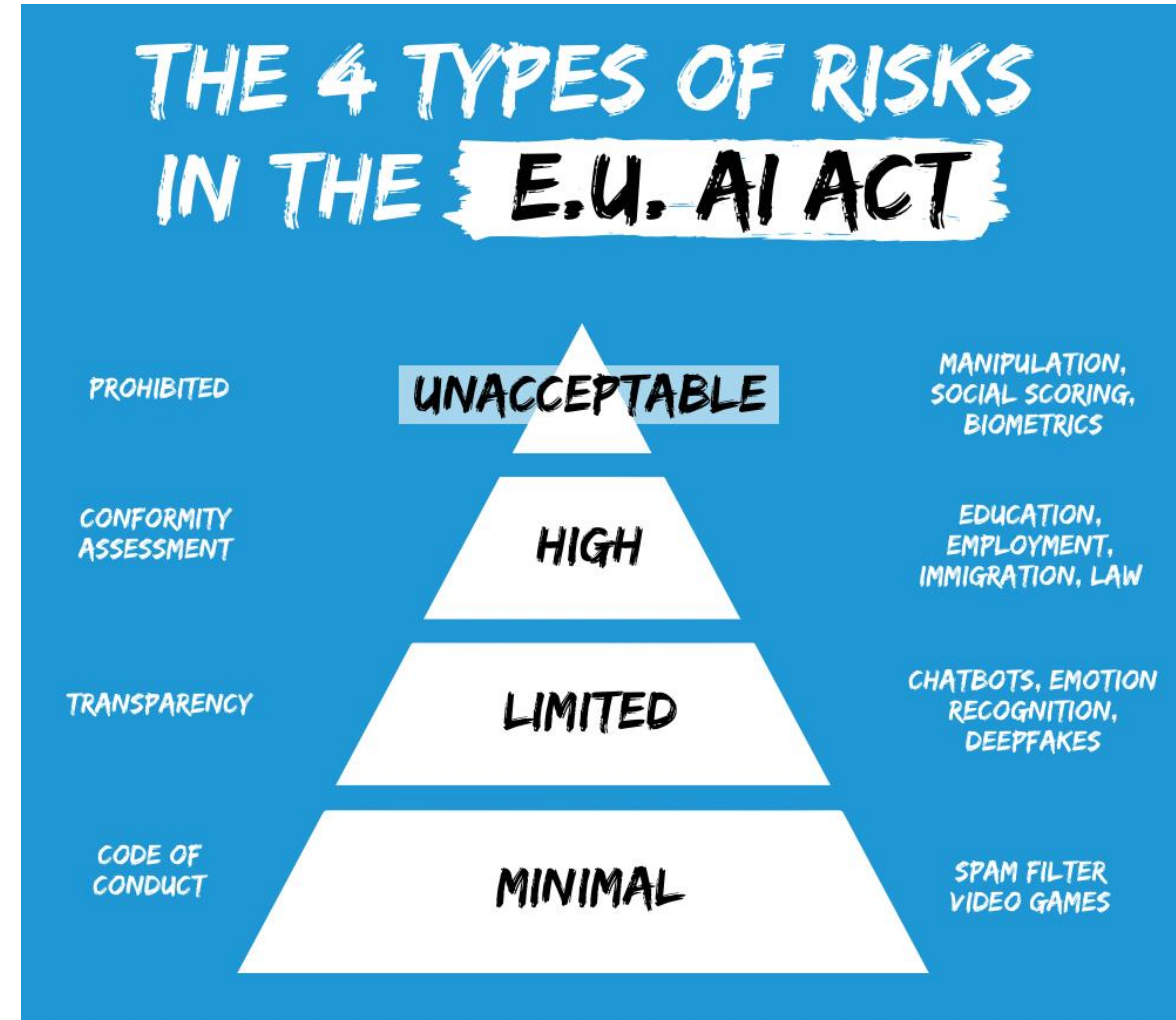 THE 4 TYPES OF RISKS
IN THE E.U. AI ACT
PROHIBITED
UNACCEPTABLE
MANIPULATION,
SOCIAL SCORING,
BIOMETRICS
CONFORMITY
ASSESSMENT
HIGH
EDUCATION,
EMPLOYMENT,
IMMIGRATION, LAW
TRANSPARENCY
LIMITED
CHATBOTS, EMOTION
RECOGNITION,
DEEPFAKES
CODE OF
CONDUCT
MINIMAL
SPAM FILTER
VIDEO GAMES